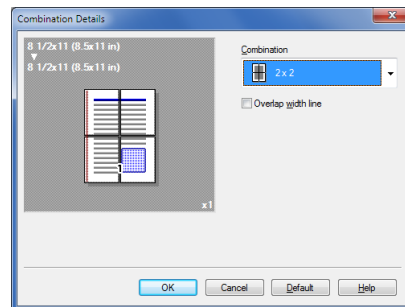 Combination Details
8 1/2x11 (8.5x11 in)
8 1/2x11 (8.5x11 in)
1
x1
Combination
2 x 2
Overlap width line
OK
Cancel
Default
Help